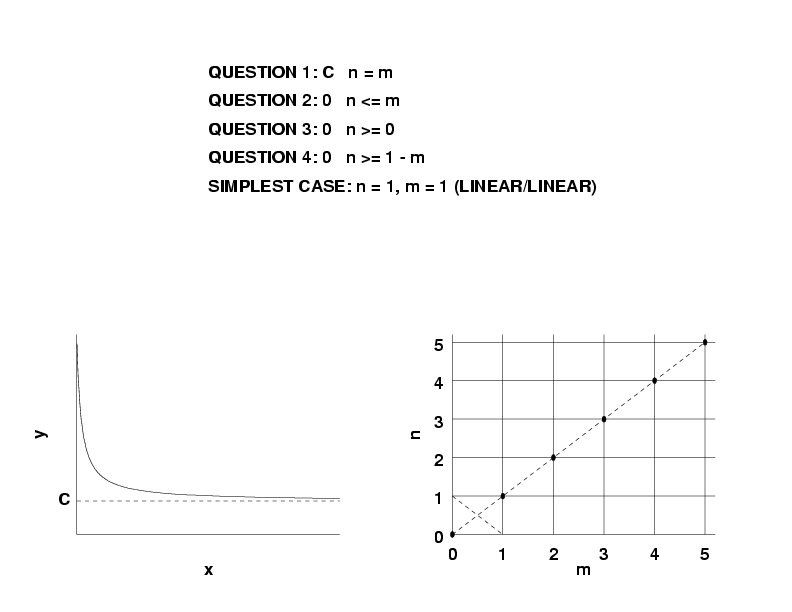 QUESTION 1: C n = m
QUESTION 2: 0 n <= m
QUESTION 3: 0 n >= 0
QUESTION 4: 0 n >= 1 - m
SIMPLEST CASE: n = 1, m = 1 (LINEAR/LINEAR)
y
C
x
n
5
4
3
2
1
0
0 1 2 3 4 5
m